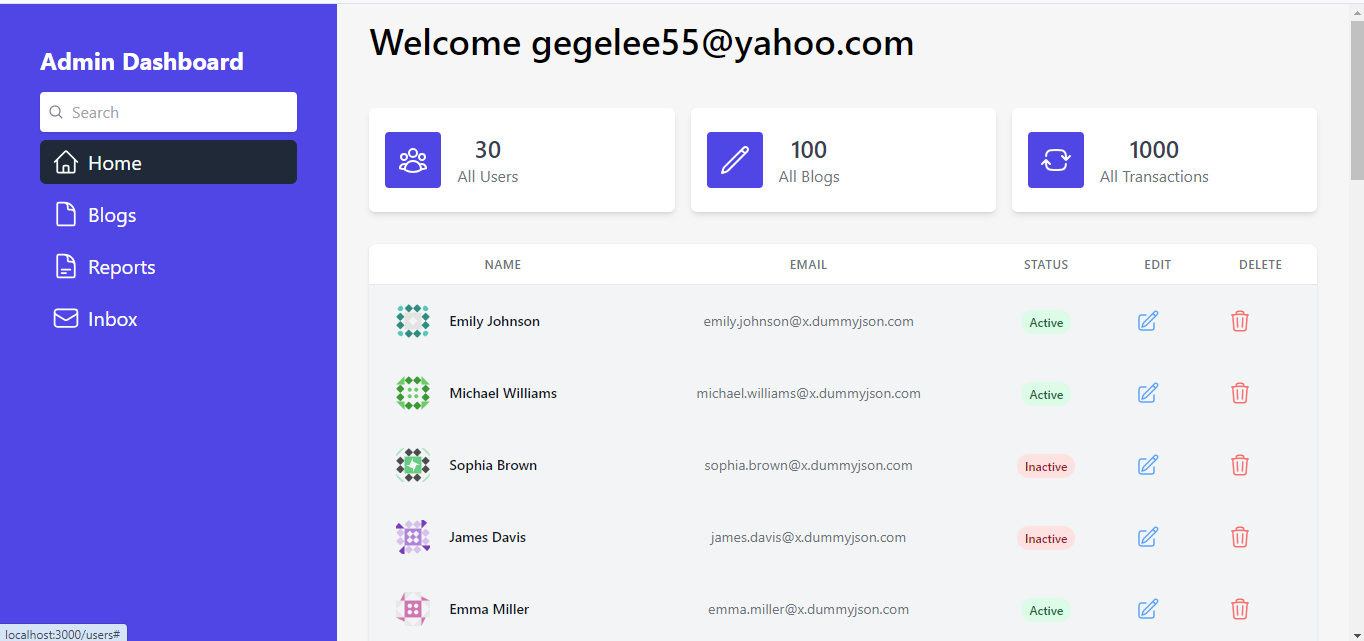 Admin Dashboard
Search
Home
Blogs
Reports
Inbox
Welcome gegelee55@yahoo.com
30
All Users
100
All Blogs
1000
All Transactions
NAME EMAIL STATUS EDIT DELETE
Emily Johnson emily.johnson@x.dummyjson.com Active
Michael Williams michael.williams@x.dummyjson.com Active
Sophia Brown sophia.brown@x.dummyjson.com Inactive
James Davis james.davis@x.dummyjson.com Inactive
Emma Miller emma.miller@x.dummyjson.com Active
localhost:3000/users#